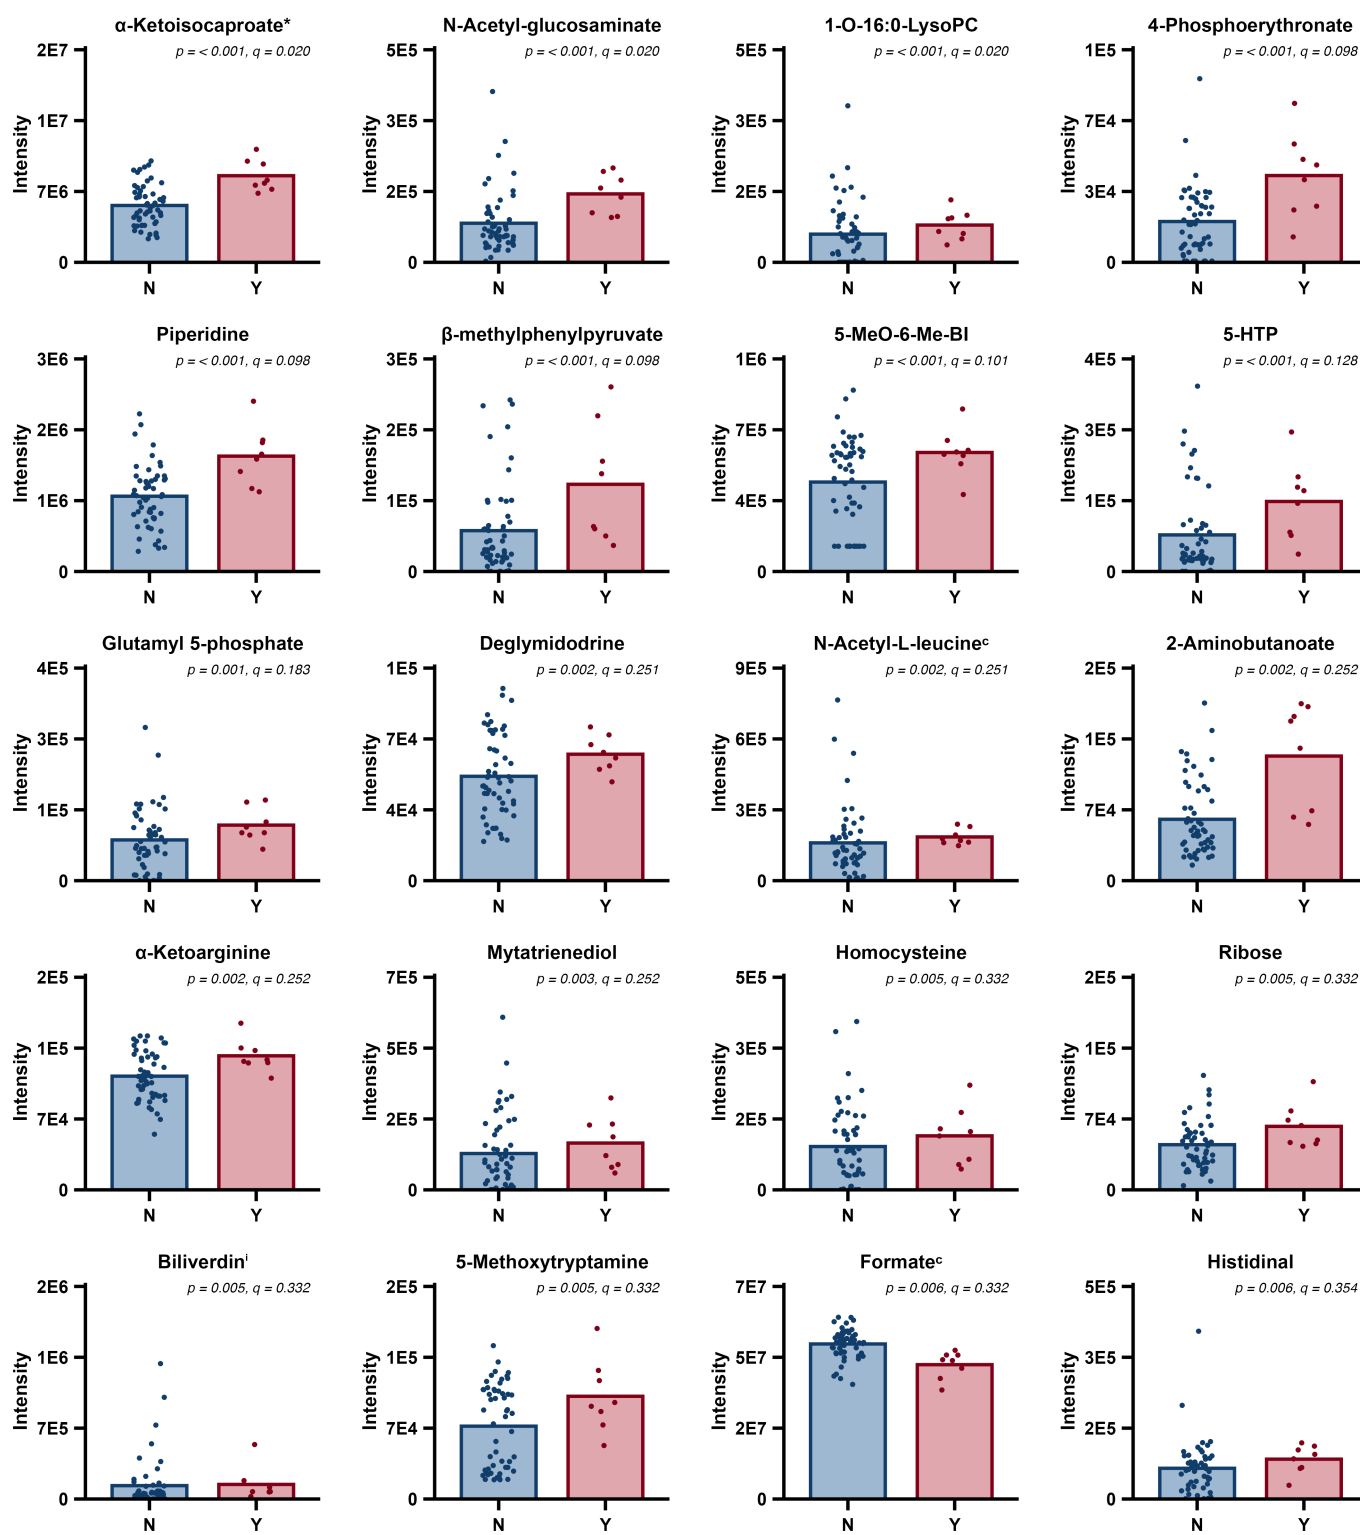 α-Ketoisocaproate*
N-Acetyl-glucosaminate
1-O-16:0-LysoPC
4-Phosphoerythronate
p = < 0.001, q = 0.020
p = < 0.001, q = 0.020
p = < 0.001, q = 0.020
p = < 0.001, q = 0.098
Intensity
2E7
1E7
7E6
0
N Y
Intensity
5E5
3E5
2E5
0
N Y
Intensity
5E5
3E5
2E5
0
N Y
Intensity
1E5
7E4
3E4
0
N Y
Piperidine
β-methylphenylpyruvate
5-MeO-6-Me-BI
5-HTP
p = < 0.001, q = 0.098
p = < 0.001, q = 0.098
p = < 0.001, q = 0.101
p = < 0.001, q = 0.128
Intensity
3E6
2E6
1E6
0
N Y
Intensity
3E5
2E5
1E5
0
N Y
Intensity
1E6
7E5
4E5
0
N Y
Intensity
4E5
3E5
1E5
0
N Y
Glutamyl 5-phosphate
Deglymidodrine
N-Acetyl-L-leucineᶜ
2-Aminobutanoate
p = 0.001, q = 0.183
p = 0.002, q = 0.251
p = 0.002, q = 0.251
p = 0.002, q = 0.252
Intensity
4E5
3E5
1E5
0
N Y
Intensity
1E5
7E4
4E4
0
N Y
Intensity
9E5
6E5
3E5
0
N Y
Intensity
2E5
1E5
7E4
0
N Y
α-Ketoarginine
Mytatrienediol
Homocysteine
Ribose
p = 0.002, q = 0.252
p = 0.003, q = 0.252
p = 0.005, q = 0.332
p = 0.005, q = 0.332
Intensity
2E5
1E5
7E4
0
N Y
Intensity
7E5
5E5
2E5
0
N Y
Intensity
5E5
3E5
2E5
0
N Y
Intensity
2E5
1E5
7E4
0
N Y
Biliverdinⁱ
5-Methoxytryptamine
Formateᶜ
Histidinal
p = 0.005, q = 0.332
p = 0.005, q = 0.332
p = 0.006, q = 0.332
p = 0.006, q = 0.354
Intensity
2E6
1E6
7E5
0
N Y
Intensity
2E5
1E5
7E4
0
N Y
Intensity
7E7
5E7
2E7
0
N Y
Intensity
5E5
3E5
2E5
0
N Y